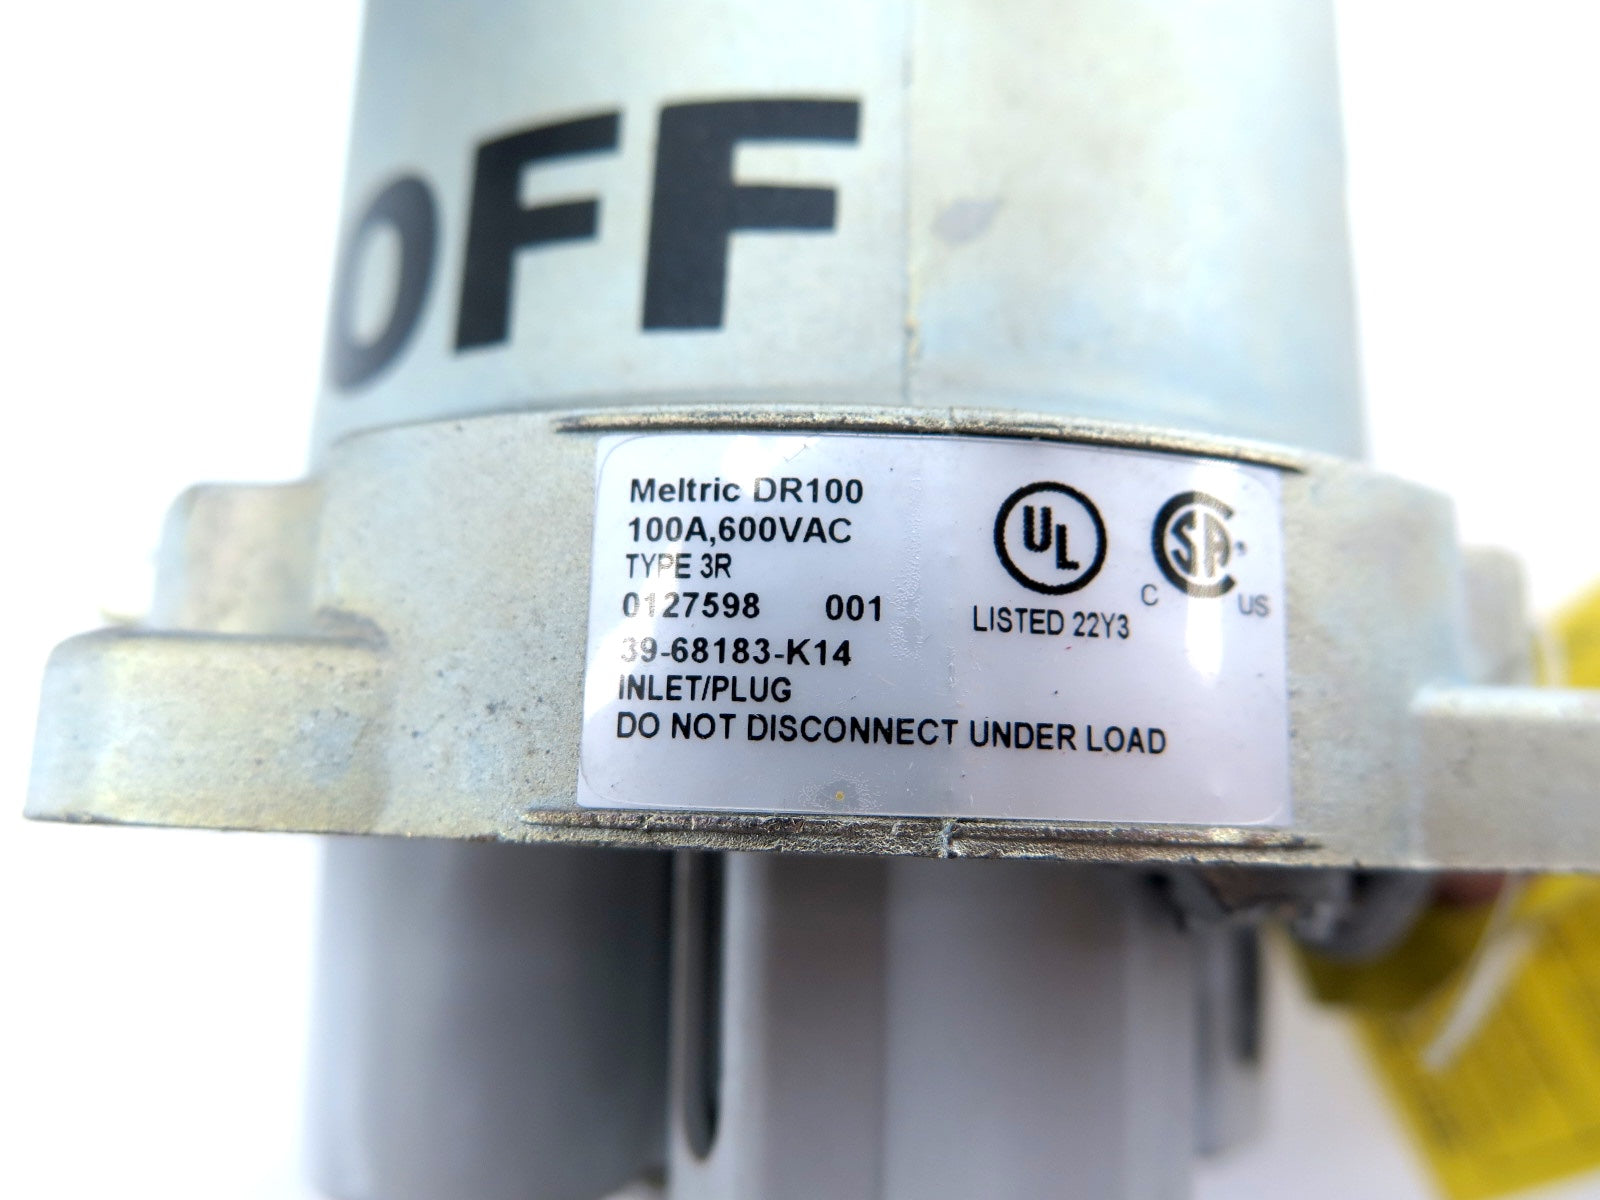 OFF
Meltric DR100
100A,600VAC
TYPE 3R
0127598 001
39-68183-K14
INLET/PLUG
DO NOT DISCONNECT UNDER LOAD
UL
LISTED 22Y3
C SA US